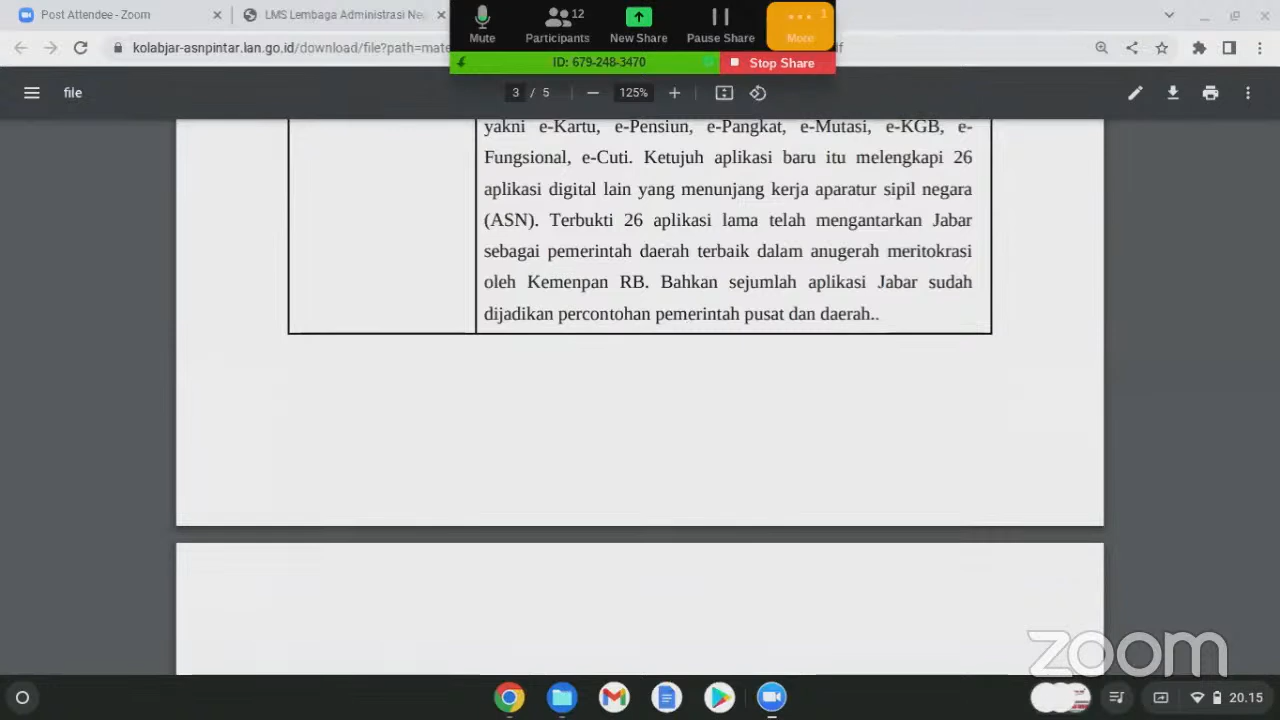 Post Attendee - Zoom
LMS Lembaga Administrasi Ne
Mute
Participants
12
New Share
Pause Share
More
1
kolabjar-asnpintar.lan.go.id/download/file?path=mate
ID: 679-248-3470
Stop Share
file
3 / 5
125%
yakni e-Kartu, e-Pensiun, e-Pangkat, e-Mutasi, e-KGB, e-
Fungsional, e-Cuti. Ketujuh aplikasi baru itu melengkapi 26
aplikasi digital lain yang menunjang kerja aparatur sipil negara
(ASN). Terbukti 26 aplikasi lama telah mengantarkan Jabar
sebagai pemerintah daerah terbaik dalam anugerah meritokrasi
oleh Kemenpan RB. Bahkan sejumlah aplikasi Jabar sudah
dijadikan percontohan pemerintah pusat dan daerah..
zoom
20.15